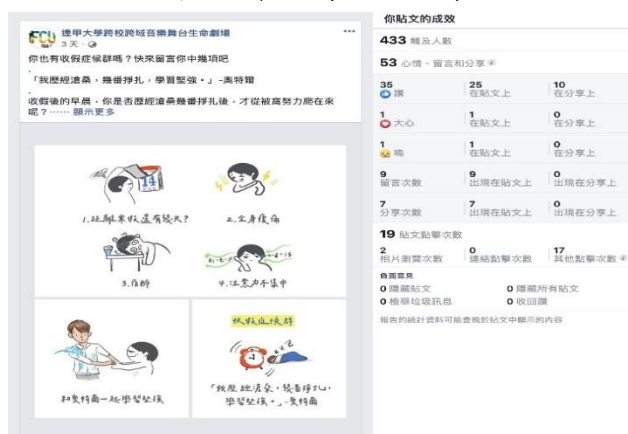 FCU
逢甲大學跨校跨域音樂舞台生命劇場
3 天
你也有收假症候群嗎？快來留言你中幾項吧
.
「我歷經滄桑，幾番掙扎，學習堅強。」-奧特爾
.
收假後的早晨，你是否歷經滄桑幾番掙扎後，才從被窩努力爬在來
呢？…… 顯示更多
14
1.距離末收還有幾天?
2.全身痠痛
3.宿醉
4.注意力不集中
和奧特爾一起學習堅強
收假症候群
「我歷經滄桑，幾番掙扎，
學習堅強。」-奧特爾
你貼文的成效
433 觸及人數
53 心情、留言和分享
35
讚
25
在貼文上
10
在分享上
1
大心
1
在貼文上
0
在分享上
1
嗚
1
在貼文上
0
在分享上
9
留言次數
9
出現在貼文上
0
出現在分享上
7
分享次數
7
出現在貼文上
0
出現在分享上
19 貼文點擊次數
2
相片瀏覽次數
0
連結點擊次數
17
其他點擊次數
負面意見
0 隱藏貼文
0 隱藏所有貼文
0 檢舉垃圾訊息
0 收回讚
報告的統計資料可能會晚於貼文中顯示的內容